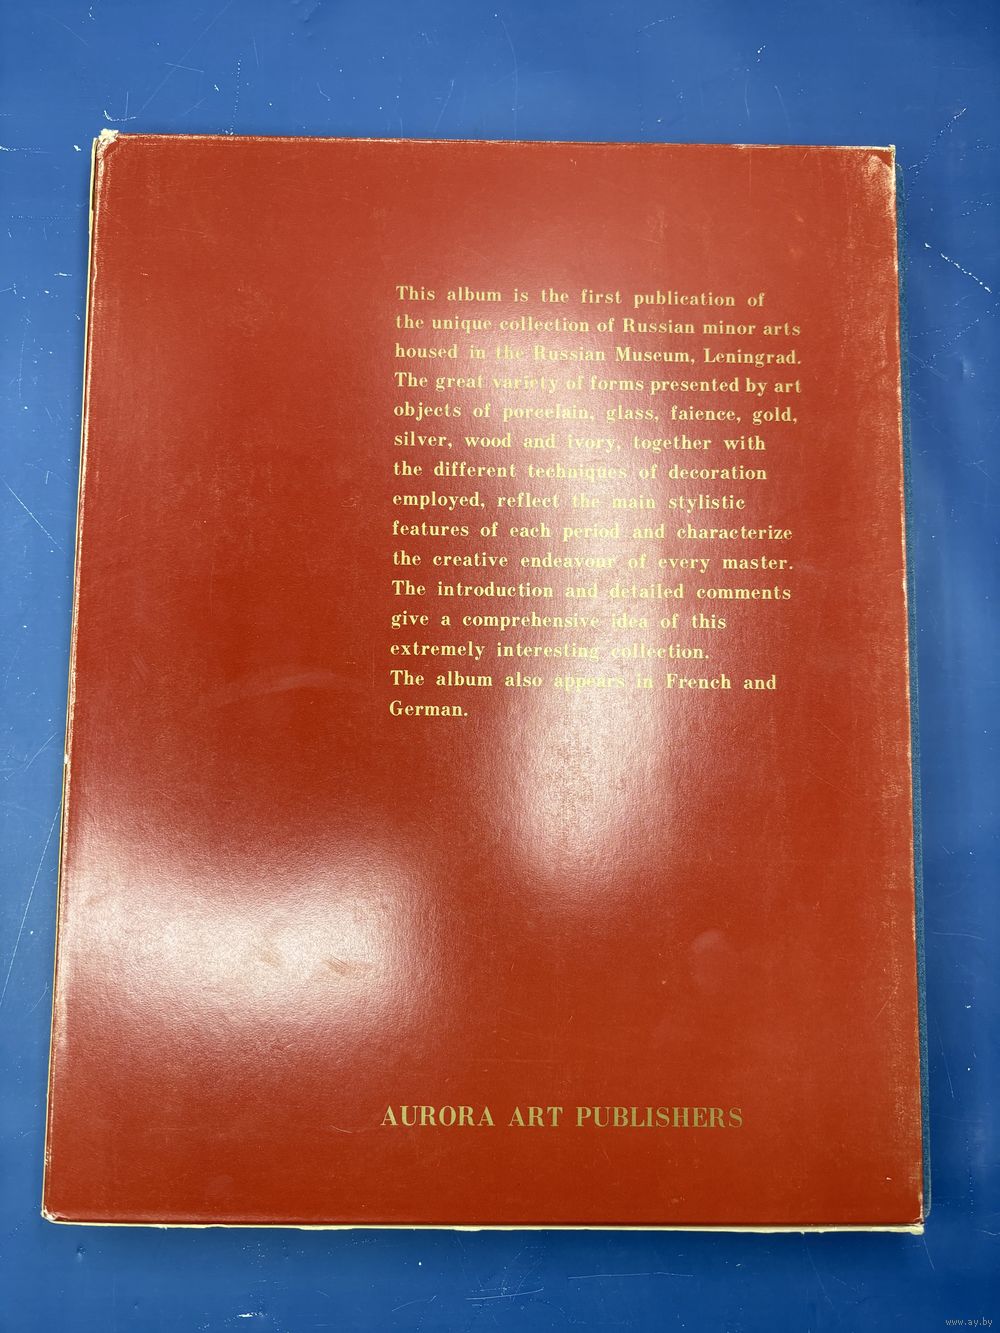 This album is the first publication of
the unique collection of Russian minor arts
housed in the Russian Museum, Leningrad.
The great variety of forms presented by art
objects of porcelain, glass, faience, gold,
silver, wood and ivory, together with
the different techniques of decoration
employed, reflect the main stylistic
features of each period and characterize
the creative endeavour of every master.
The introduction and detailed comments
give a comprehensive idea of this
extremely interesting collection.
The album also appears in French and
German.
AURORA ART PUBLISHERS
www.ay.by